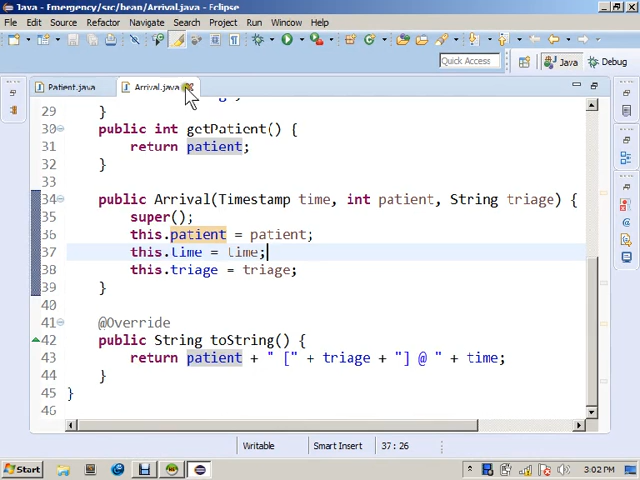 Java - Emergency/src/bean/Arrival.java - Eclipse
File Edit Source Refactor Navigate Search Project Run Window Help
Quick Access Java Debug
Patient.java Arrival.java
29 }
30 public int getPatient() {
31 return patient;
32 }
33
34 public Arrival(Timestamp time, int patient, String triage) {
35 super();
36 this.patient = patient;
37 this.time = time;
38 this.triage = triage;
39 }
40
41 @Override
42 public String toString() {
43 return patient + " [" + triage + "] @ " + time;
44 }
45 }
46
Writable Smart Insert 37 : 26
Start 3:02 PM